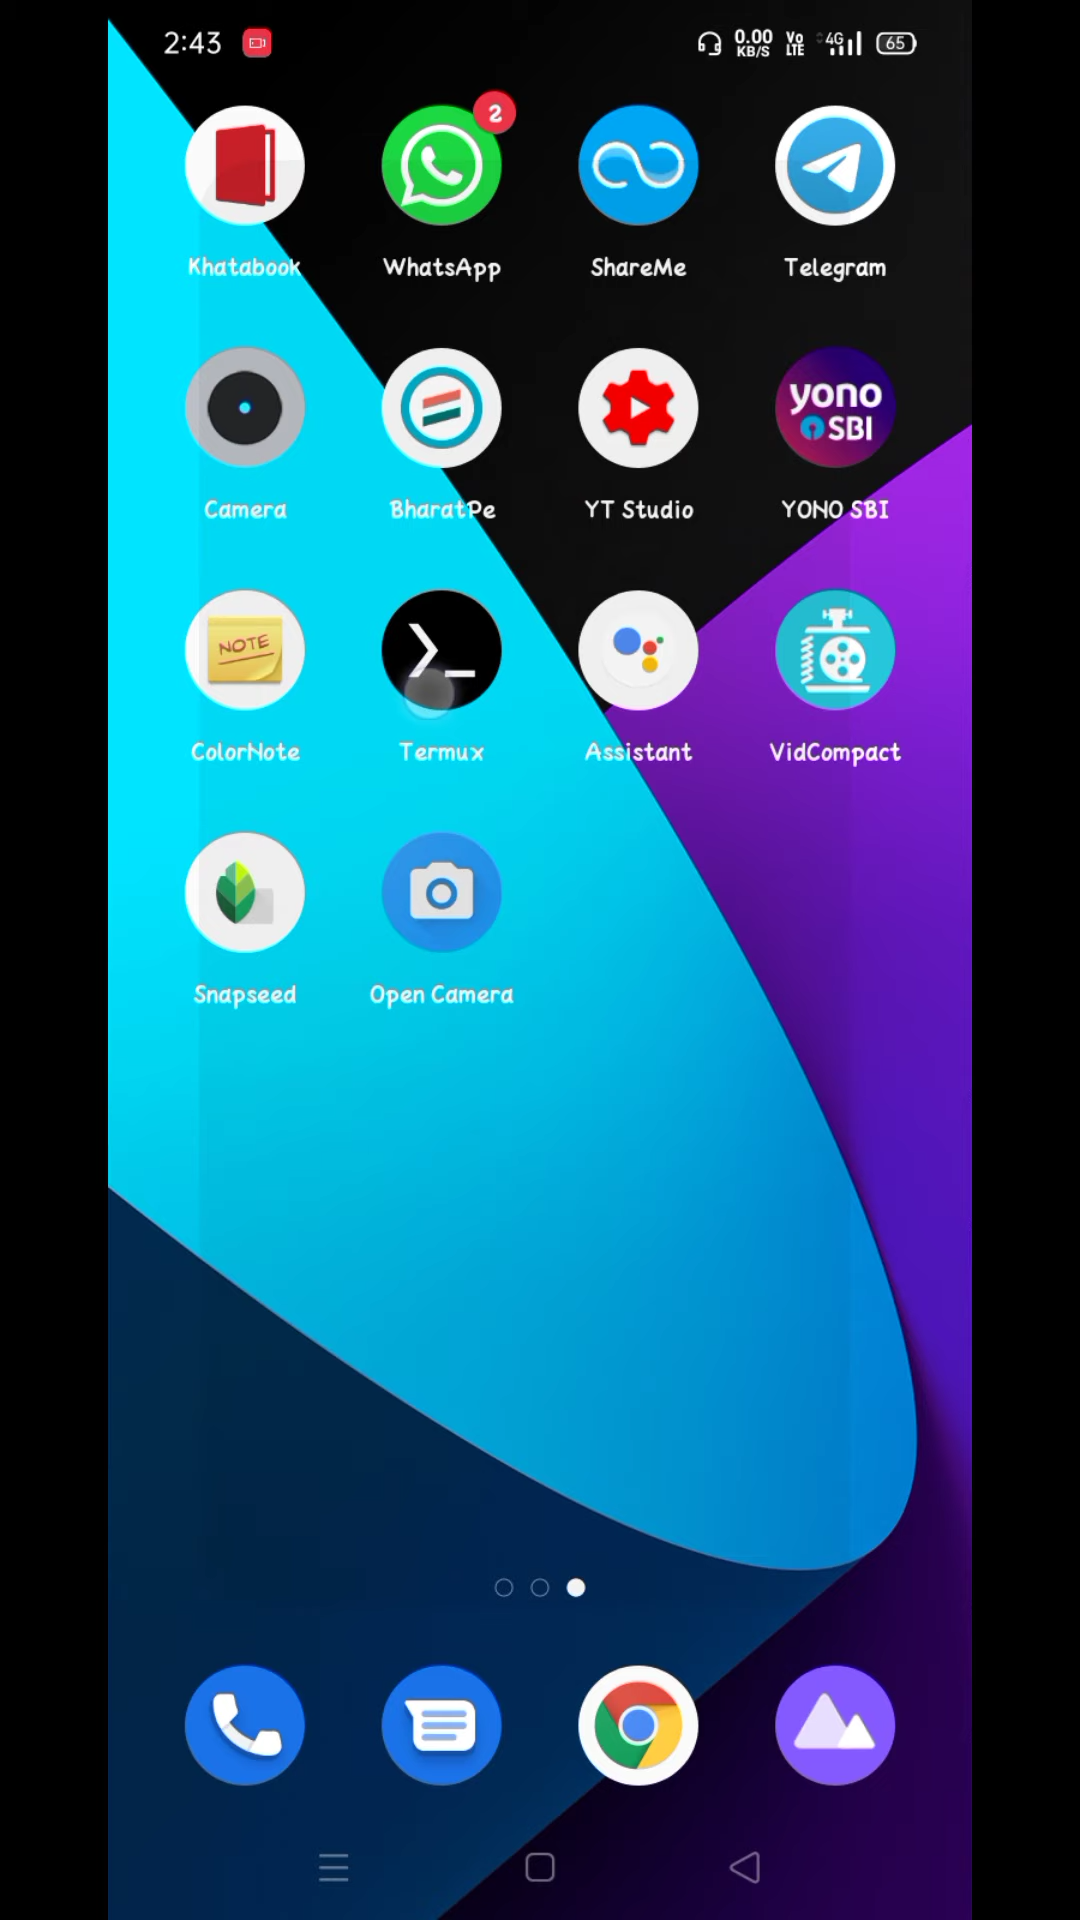 2:43 0.00 KB/S Vo LTE 4G 65
2
Khatabook WhatsApp ShareMe Telegram
yono SBI
Camera BharatPe YT Studio YONO SBI
NOTE
ColorNote Termux Assistant VidCompact
Snapseed Open Camera